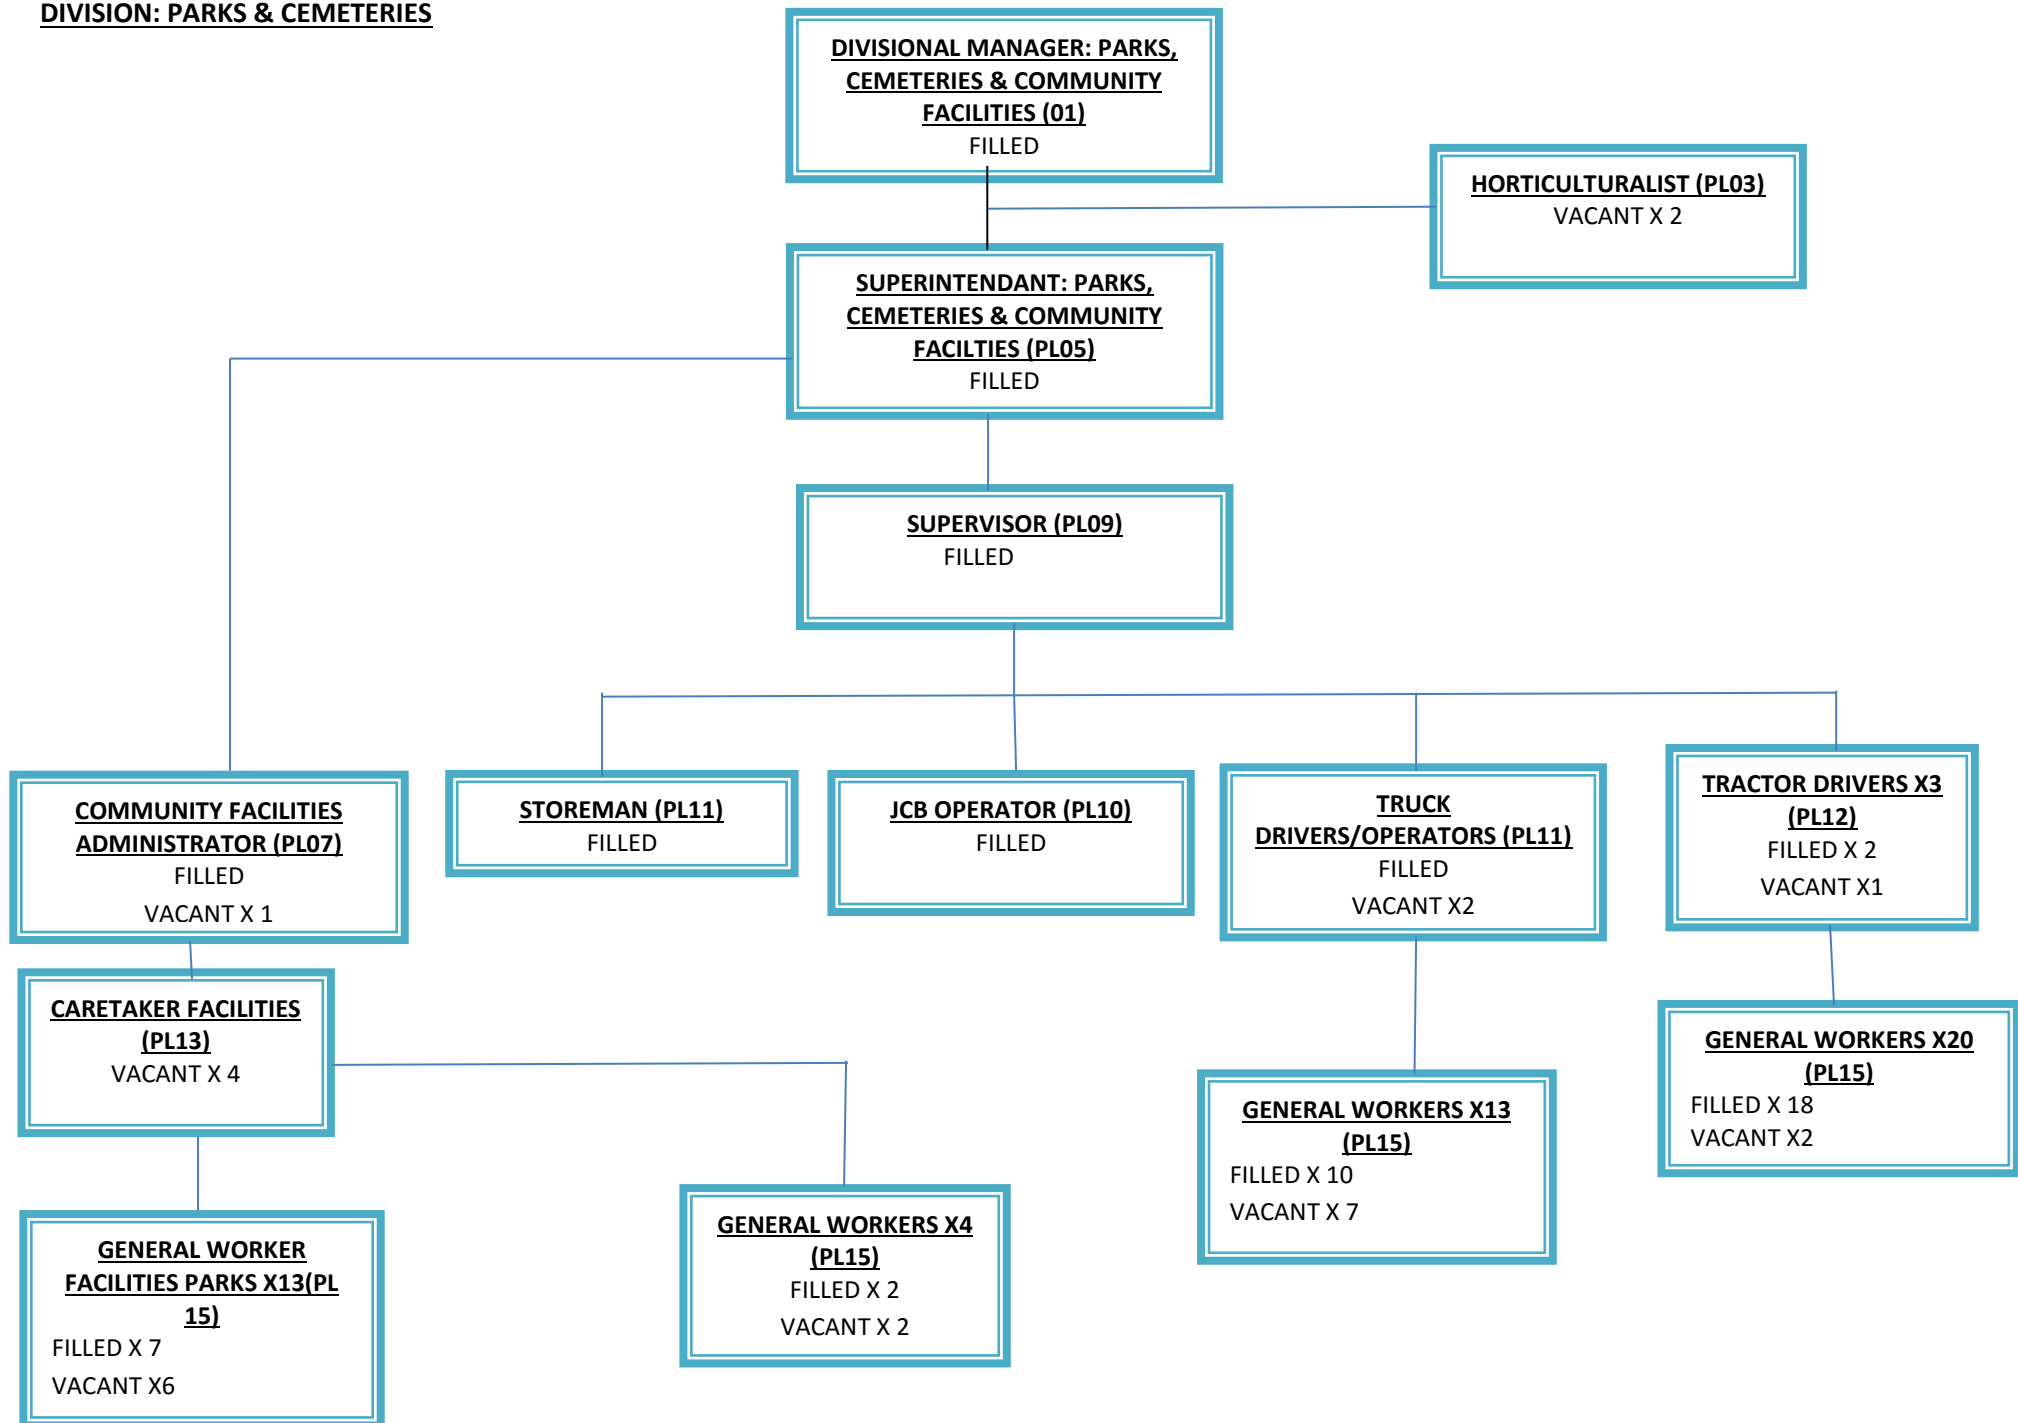 DIVISION: PARKS & CEMETERIES
DIVISIONAL MANAGER: PARKS,
CEMETERIES & COMMUNITY
FACILITIES (01)
FILLED
HORTICULTURALIST (PL03)
VACANT X 2
SUPERINTENDANT: PARKS,
CEMETERIES & COMMUNITY
FACILTIES (PL05)
FILLED
SUPERVISOR (PL09)
FILLED
COMMUNITY FACILITIES
ADMINISTRATOR (PL07)
FILLED
VACANT X 1
STOREMAN (PL11)
FILLED
JCB OPERATOR (PL10)
FILLED
TRUCK
DRIVERS/OPERATORS (PL11)
FILLED
VACANT X2
TRACTOR DRIVERS X3
(PL12)
FILLED X 2
VACANT X1
CARETAKER FACILITIES
(PL13)
VACANT X 4
GENERAL WORKERS X20
(PL15)
FILLED X 18
VACANT X2
GENERAL WORKERS X13
(PL15)
FILLED X 10
VACANT X 7
GENERAL WORKERS X4
(PL15)
FILLED X 2
VACANT X 2
GENERAL WORKER
FACILITIES PARKS X13(PL
15)
FILLED X 7
VACANT X6